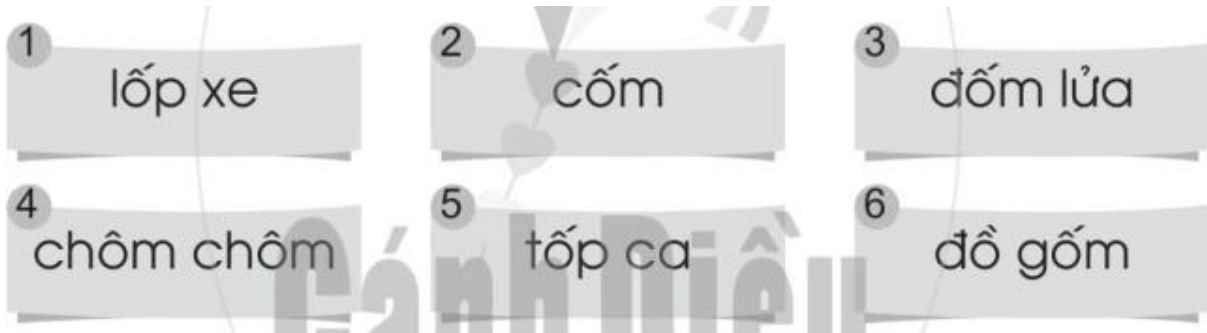 1
lốp xe
2
cốm
3
đốm lửa
4
chôm chôm
5
tốp ca
6
đồ gốm
Cánh Diều